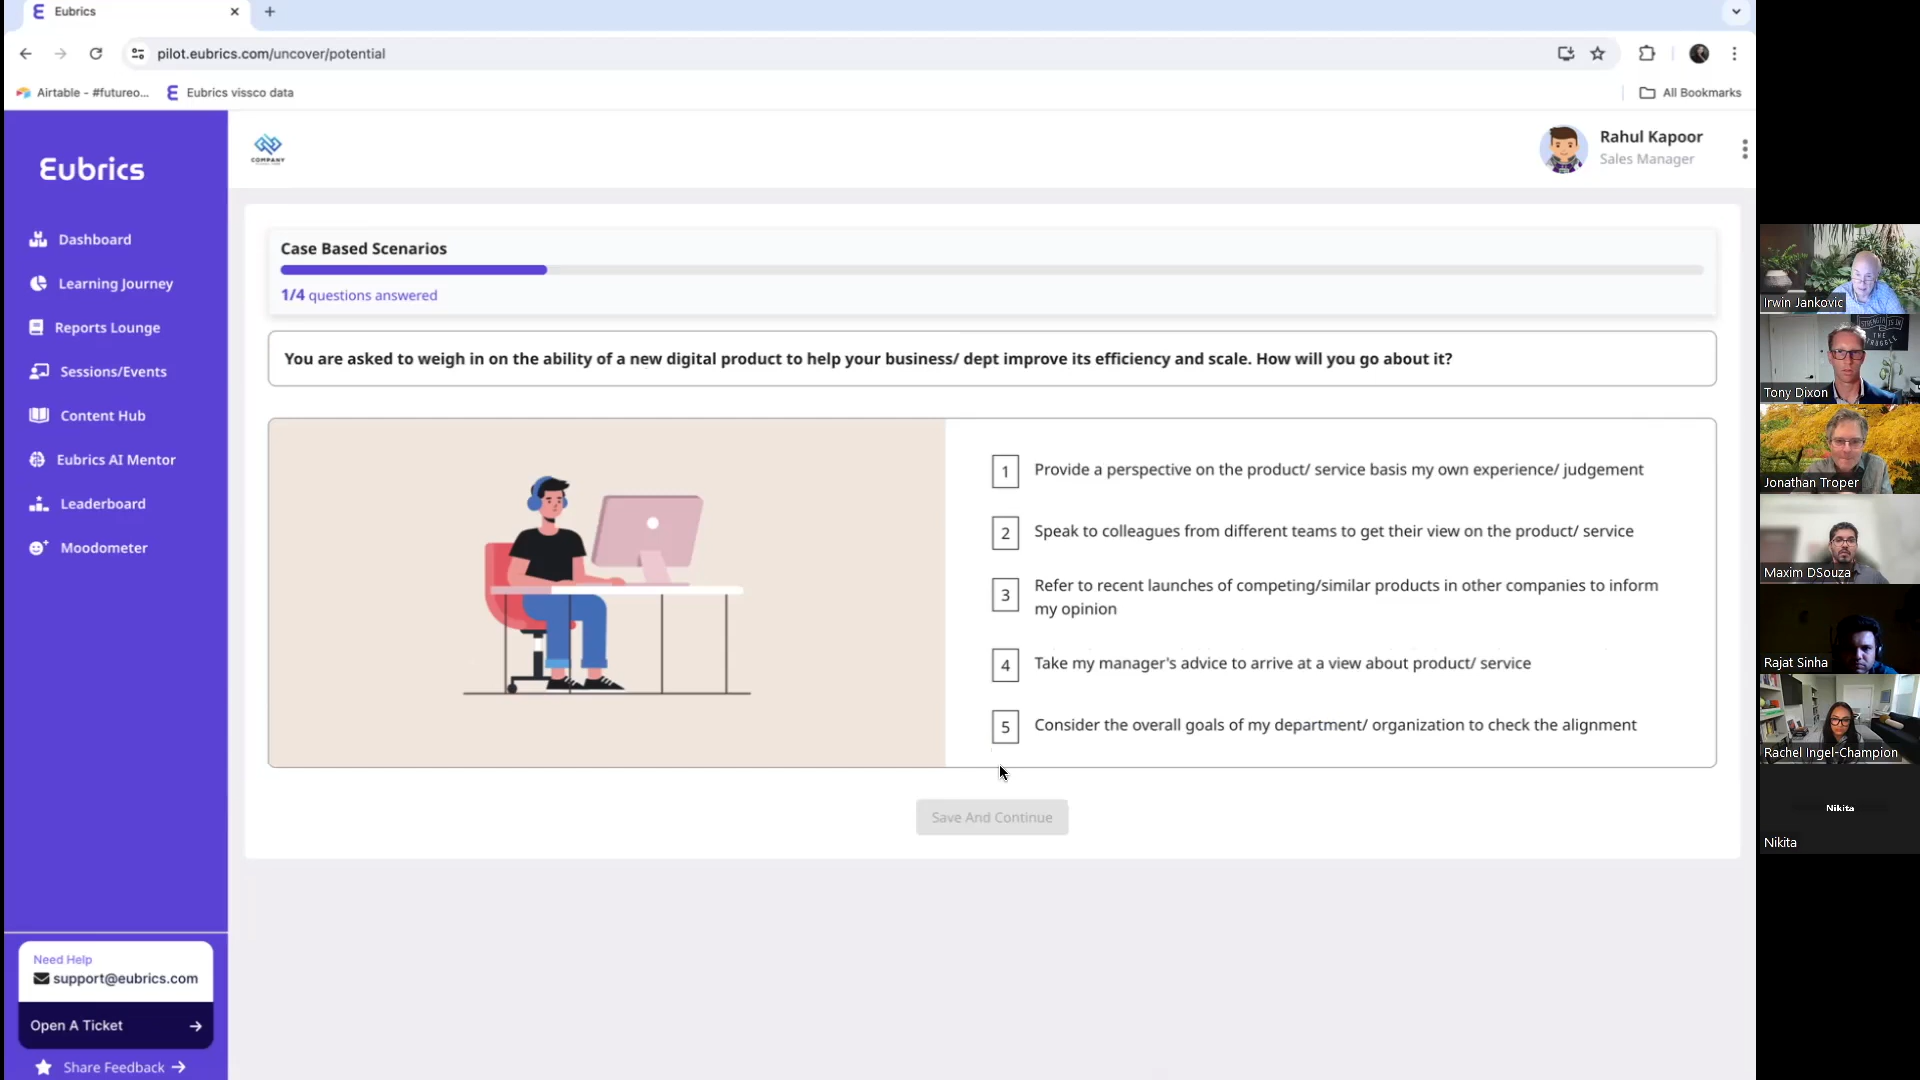 Eubrics
pilot.eubrics.com/uncover/potential
Airtable - #futureo...
Eubrics vissco data
All Bookmarks
Eubrics
COMPANY
Rahul Kapoor
Sales Manager
Dashboard
Learning Journey
Reports Lounge
Sessions/Events
Content Hub
Eubrics AI Mentor
Leaderboard
Moodometer
Need Help
support@eubrics.com
Open A Ticket
Share Feedback
Case Based Scenarios
1/4 questions answered
You are asked to weigh in on the ability of a new digital product to help your business/ dept improve its efficiency and scale. How will you go about it?
1 Provide a perspective on the product/ service basis my own experience/ judgement
2 Speak to colleagues from different teams to get their view on the product/ service
3 Refer to recent launches of competing/similar products in other companies to inform
my opinion
4 Take my manager's advice to arrive at a view about product/ service
5 Consider the overall goals of my department/ organization to check the alignment
Save And Continue
Irwin Jankovic
STRENGTH IS IN
THE
STRUGGLE
Tony Dixon
Jonathan Troper
Maxim DSouza
Rajat Sinha
Rachel Ingel-Champion
Nikita
Nikita